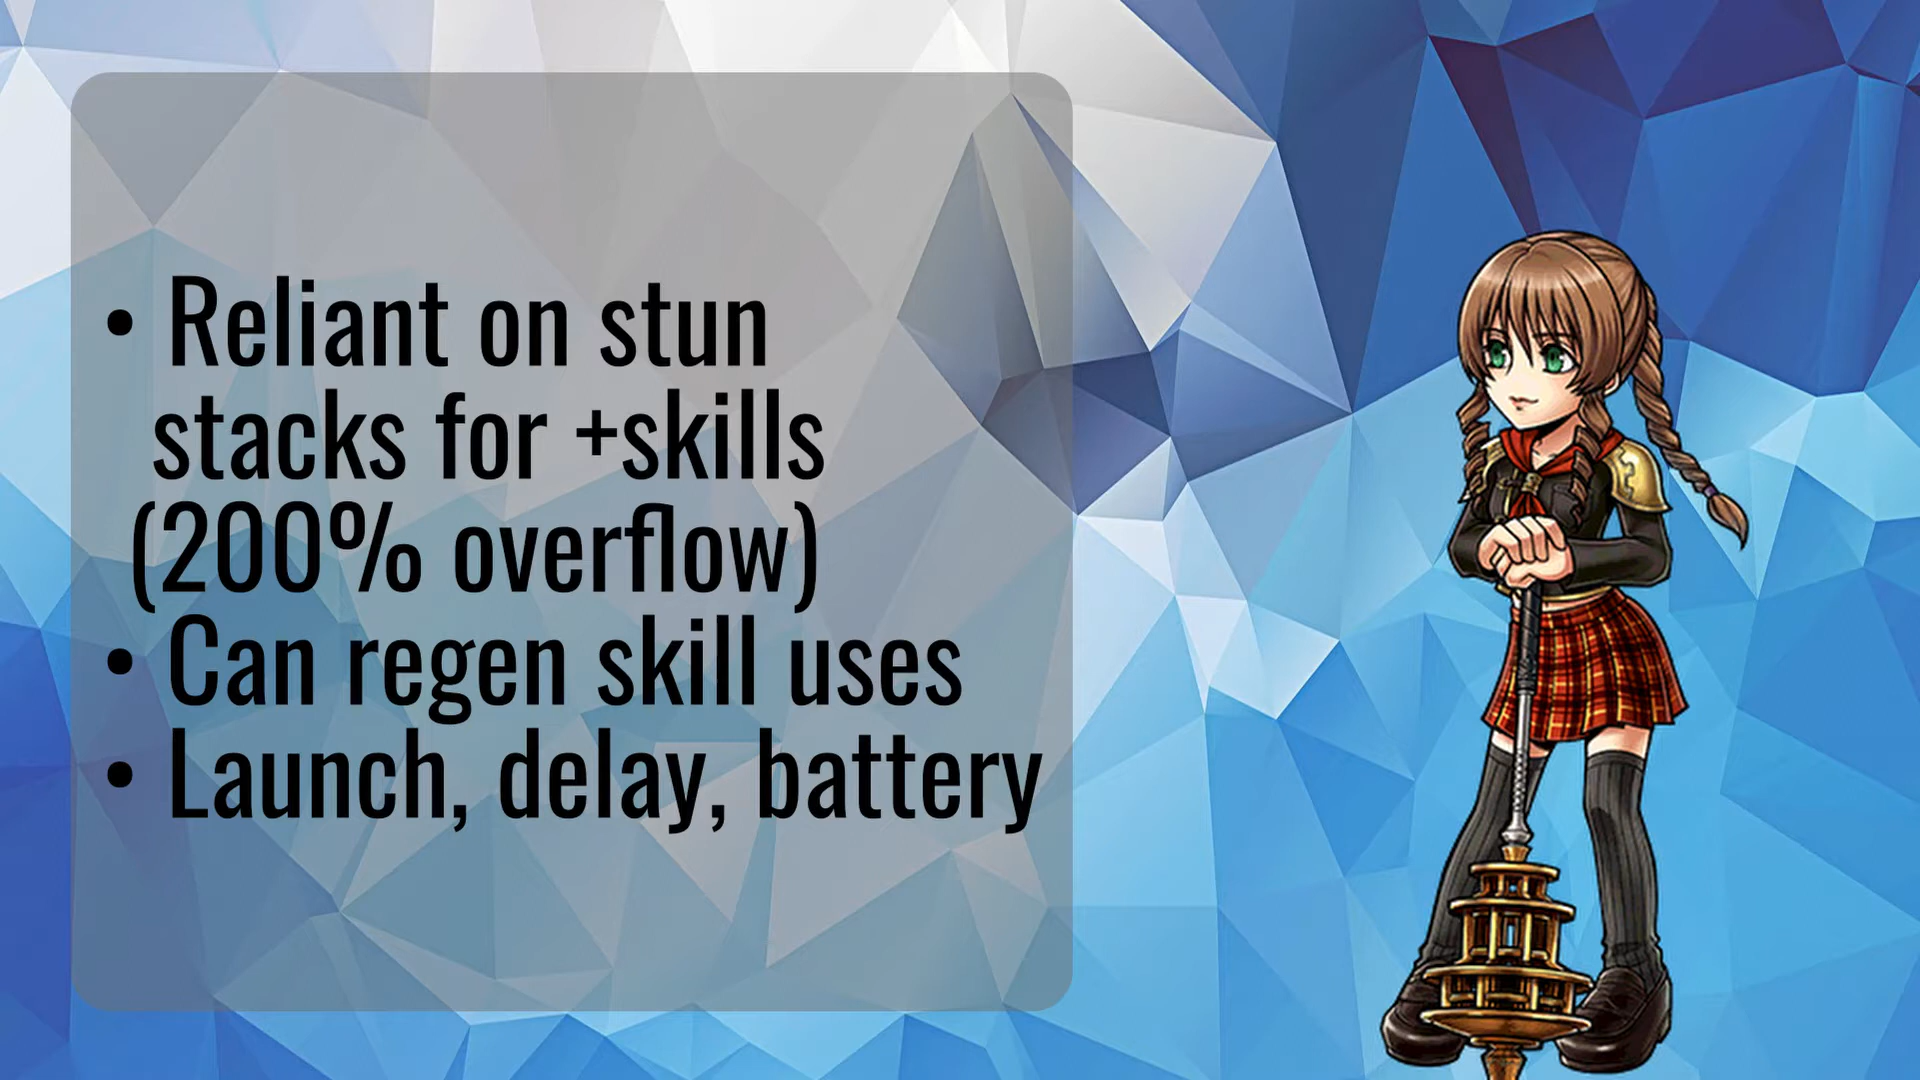 • Reliant on stun
stacks for +skills
(200% overflow)
• Can regen skill uses
• Launch, delay, battery